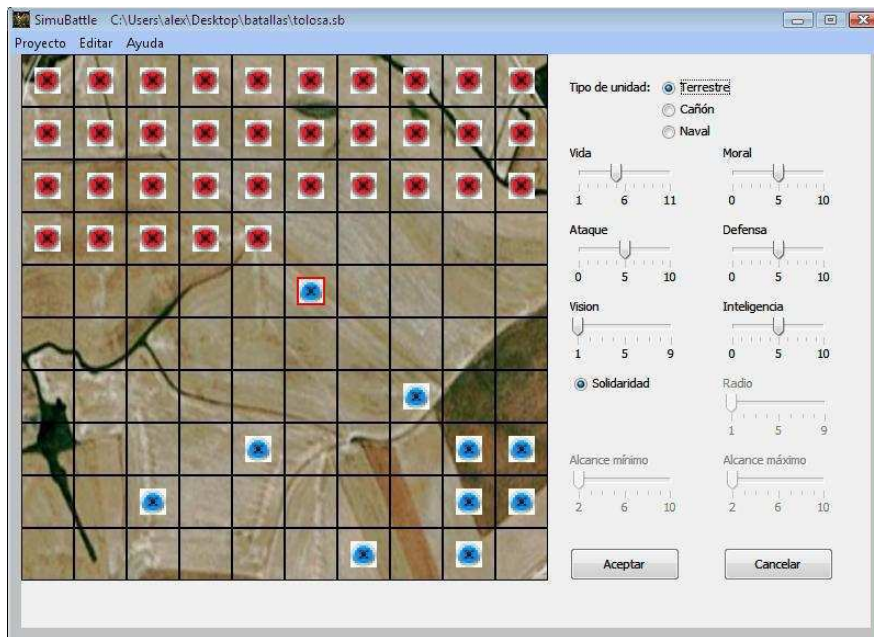 SimuBattle C:\Users\alex\Desktop\batallas\tolosa.sb
Proyecto Editar Ayuda
Tipo de unidad: Terrestre
Cañón
Naval
Vida Moral
1 6 11 0 5 10
Ataque Defensa
0 5 10 0 5 10
Vision Inteligencia
1 5 9 0 5 10
Solidaridad Radio
1 5 9
Alcance mínimo Alcance máximo
2 6 10 2 6 10
Aceptar Cancelar